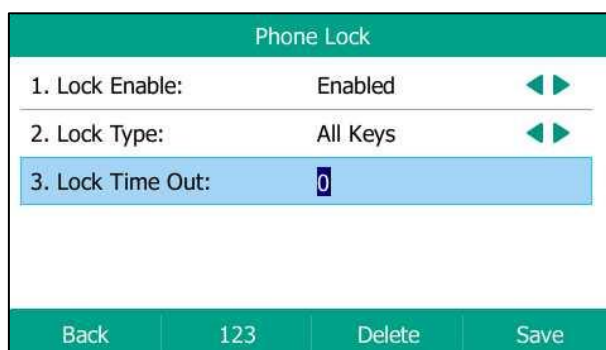 Phone Lock
1. Lock Enable: Enabled
2. Lock Type: All Keys
3. Lock Time Out: 0
Back 123 Delete Save